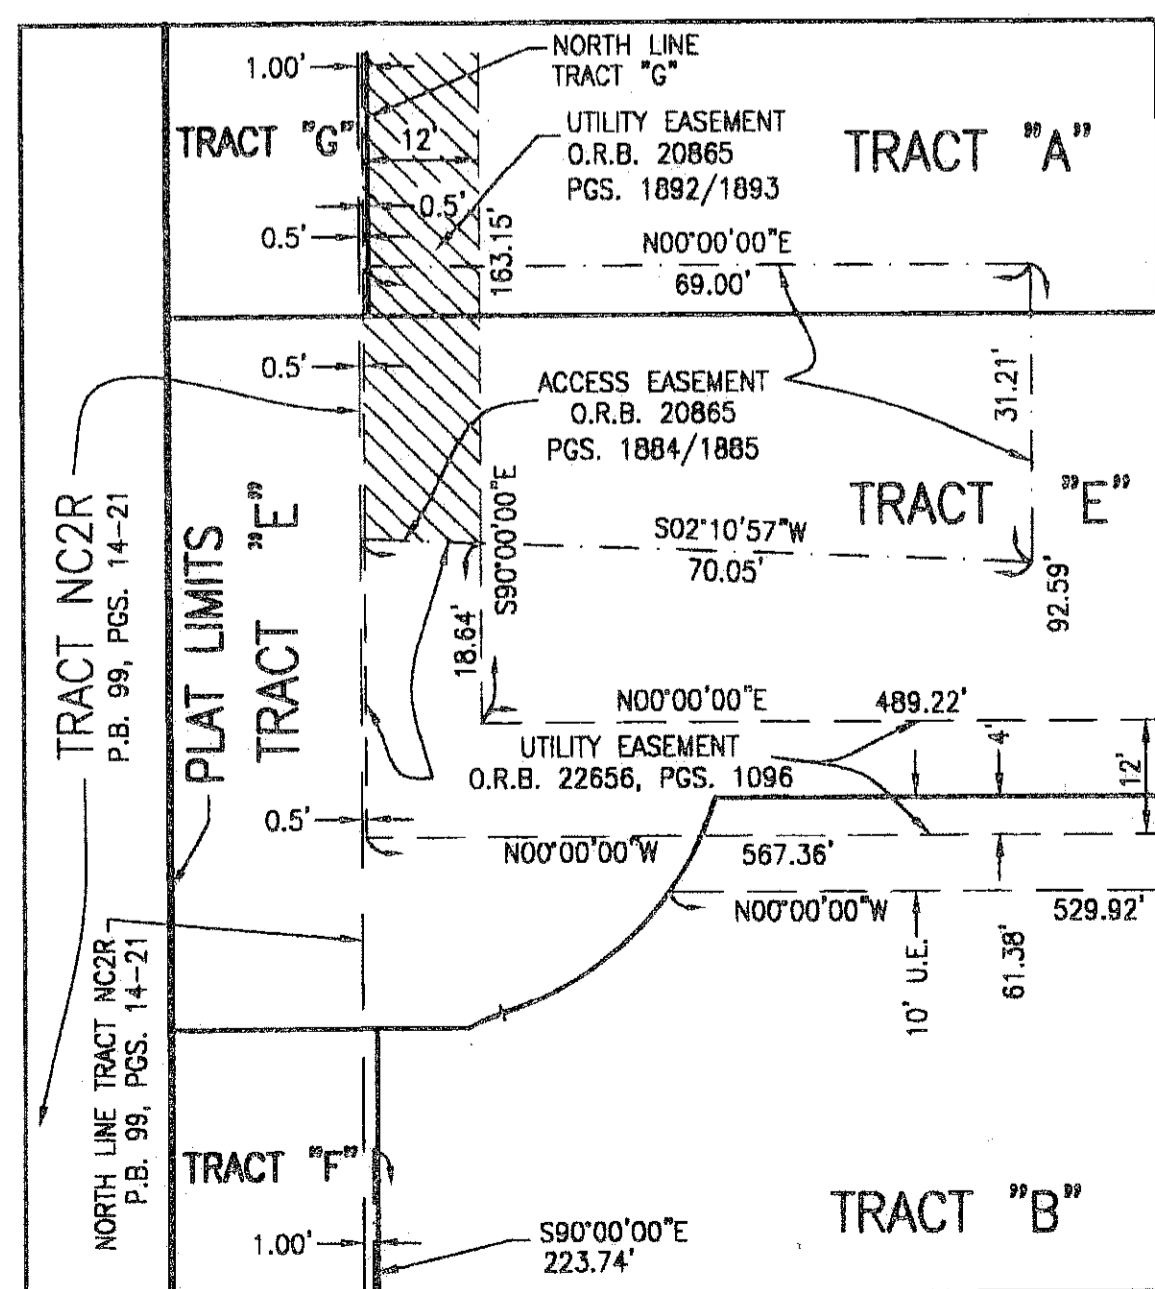 NORTH LINE
TRACT "G"
1.00'
TRACT "G"
12'
UTILITY EASEMENT
O.R.B. 20865
PGS. 1892/1893
TRACT "A"
0.5'
0.5'
163.15'
N00°00'00"E
69.00'
0.5'
ACCESS EASEMENT
O.R.B. 20865
PGS. 1884/1885
31.21'
TRACT "E"
S02°10'57"W
70.05'
S90°00'00"E
18.64'
92.59'
TRACT NC2R
P.B. 99, PGS. 14-21
PLAT LIMITS
TRACT "E"
N00°00'00"E
489.22'
UTILITY EASEMENT
O.R.B. 22656, PGS. 1096
4'
12'
0.5'
N00°00'00"W
567.36'
N00°00'00"W
529.92'
10' U.E.
61.38'
NORTH LINE TRACT NC2R
P.B. 99, PGS. 14-21
TRACT "F"
TRACT "B"
1.00'
S90°00'00"E
223.74'